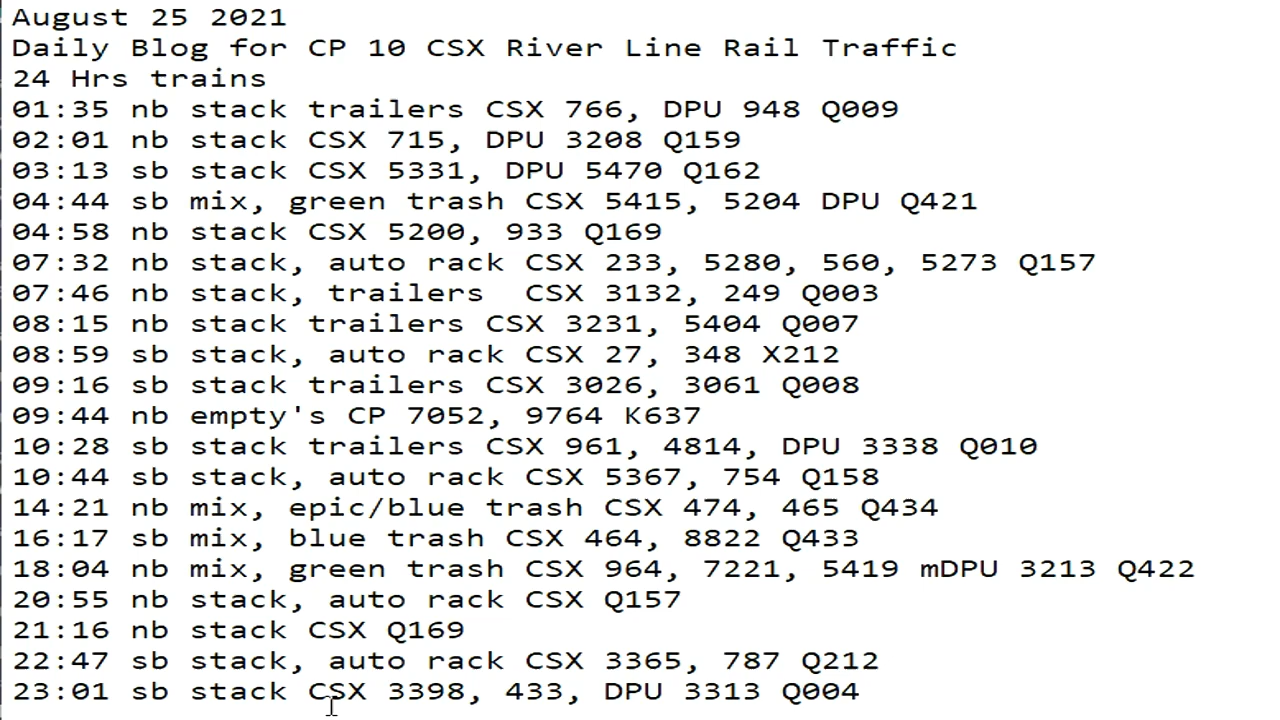 August 25 2021
Daily Blog for CP 10 CSX River Line Rail Traffic
24 Hrs trains
01:35 nb stack trailers CSX 766, DPU 948 Q009
02:01 nb stack CSX 715, DPU 3208 Q159
03:13 sb stack CSX 5331, DPU 5470 Q162
04:44 sb mix, green trash CSX 5415, 5204 DPU Q421
04:58 nb stack CSX 5200, 933 Q169
07:32 nb stack, auto rack CSX 233, 5280, 560, 5273 Q157
07:46 nb stack, trailers  CSX 3132, 249 Q003
08:15 nb stack trailers CSX 3231, 5404 Q007
08:59 sb stack, auto rack CSX 27, 348 X212
09:16 sb stack trailers CSX 3026, 3061 Q008
09:44 nb empty's CP 7052, 9764 K637
10:28 sb stack trailers CSX 961, 4814, DPU 3338 Q010
10:44 sb stack, auto rack CSX 5367, 754 Q158
14:21 nb mix, epic/blue trash CSX 474, 465 Q434
16:17 sb mix, blue trash CSX 464, 8822 Q433
18:04 nb mix, green trash CSX 964, 7221, 5419 mDPU 3213 Q422
20:55 nb stack, auto rack CSX Q157
21:16 nb stack CSX Q169
22:47 sb stack, auto rack CSX 3365, 787 Q212
23:01 sb stack CSX 3398, 433, DPU 3313 Q004